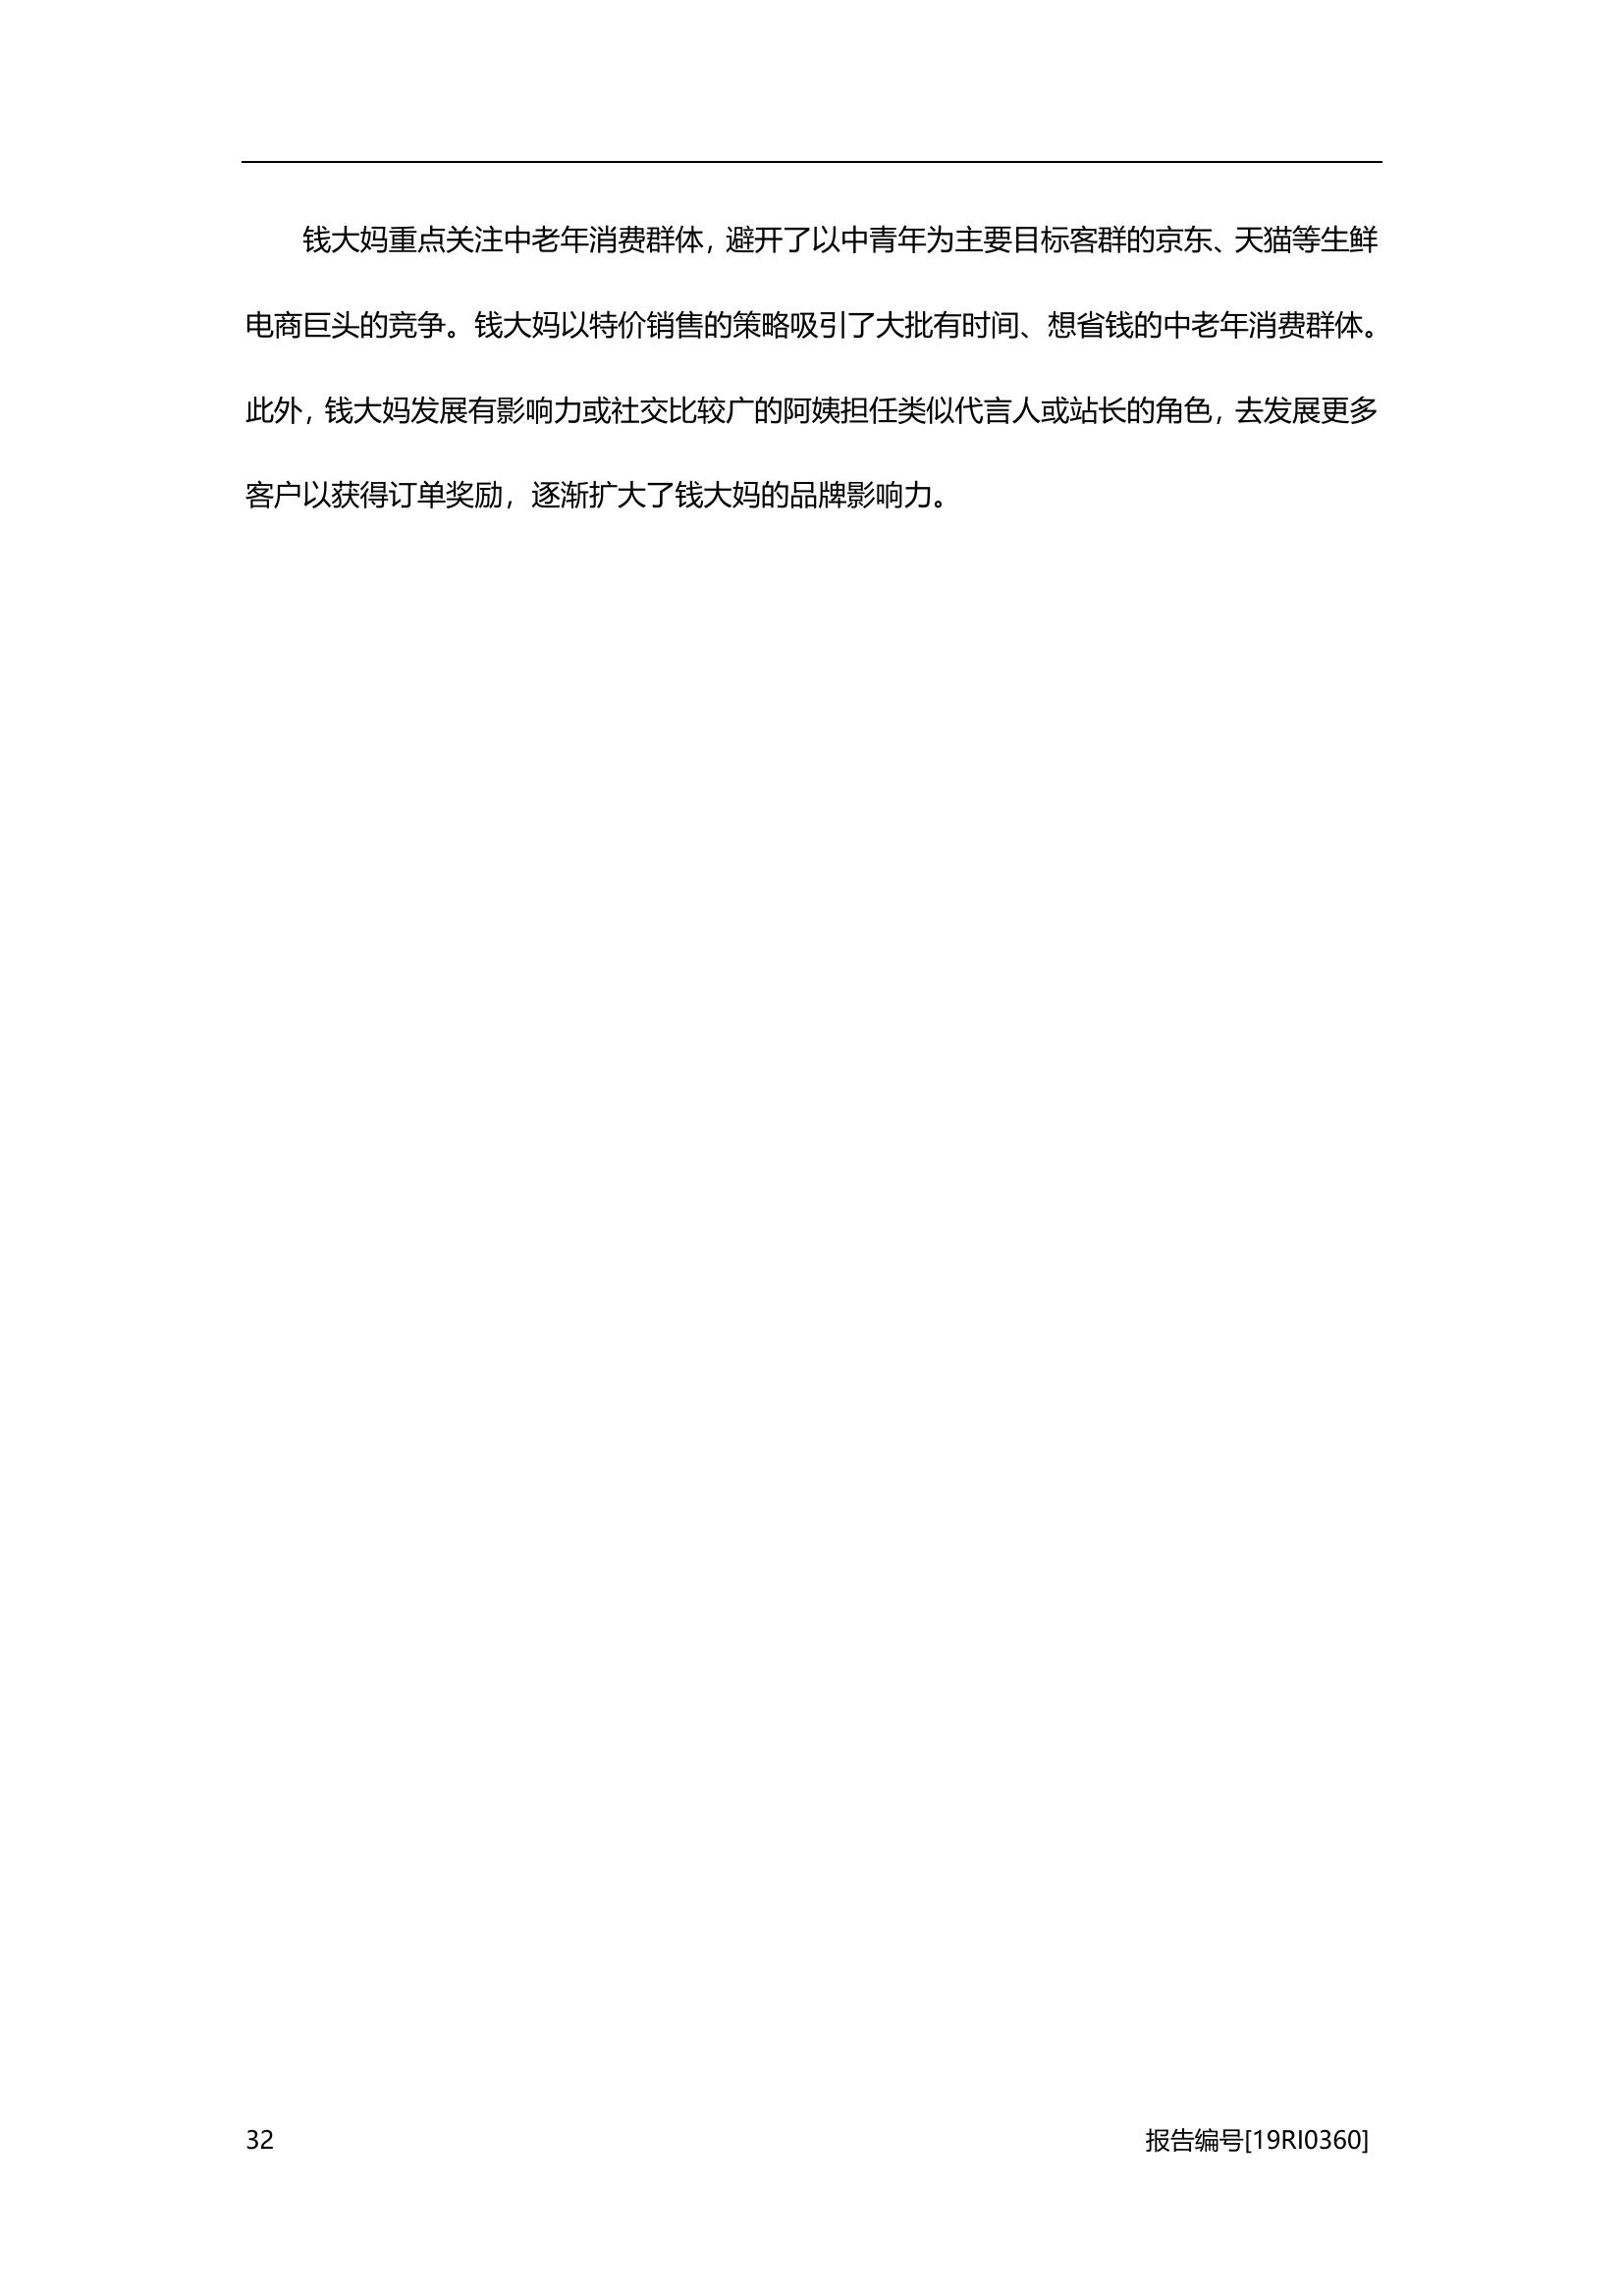 钱大妈重点关注中老年消费群体，避开了以中青年为主要目标客群的京东、天猫等生鲜
电商巨头的竞争。钱大妈以特价销售的策略吸引了大批有时间、想省钱的中老年消费群体。
此外，钱大妈发展有影响力或社交比较广的阿姨担任类似代言人或站长的角色，去发展更多
客户以获得订单奖励，逐渐扩大了钱大妈的品牌影响力。
32
报告编号[19RI0360]